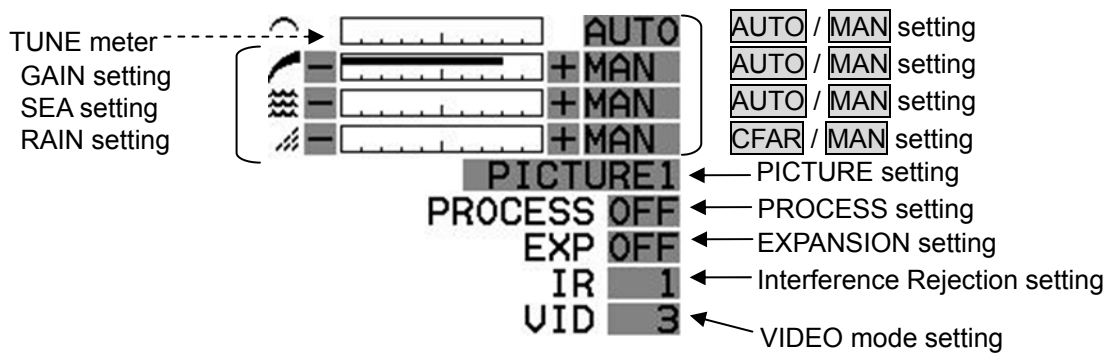 TUNE meter AUTO AUTO / MAN setting
GAIN setting − + MAN AUTO / MAN setting
SEA setting − + MAN AUTO / MAN setting
RAIN setting − + MAN CFAR / MAN setting
PICTURE1 PICTURE setting
PROCESS OFF PROCESS setting
EXP OFF EXPANSION setting
IR 1 Interference Rejection setting
VID 3 VIDEO mode setting